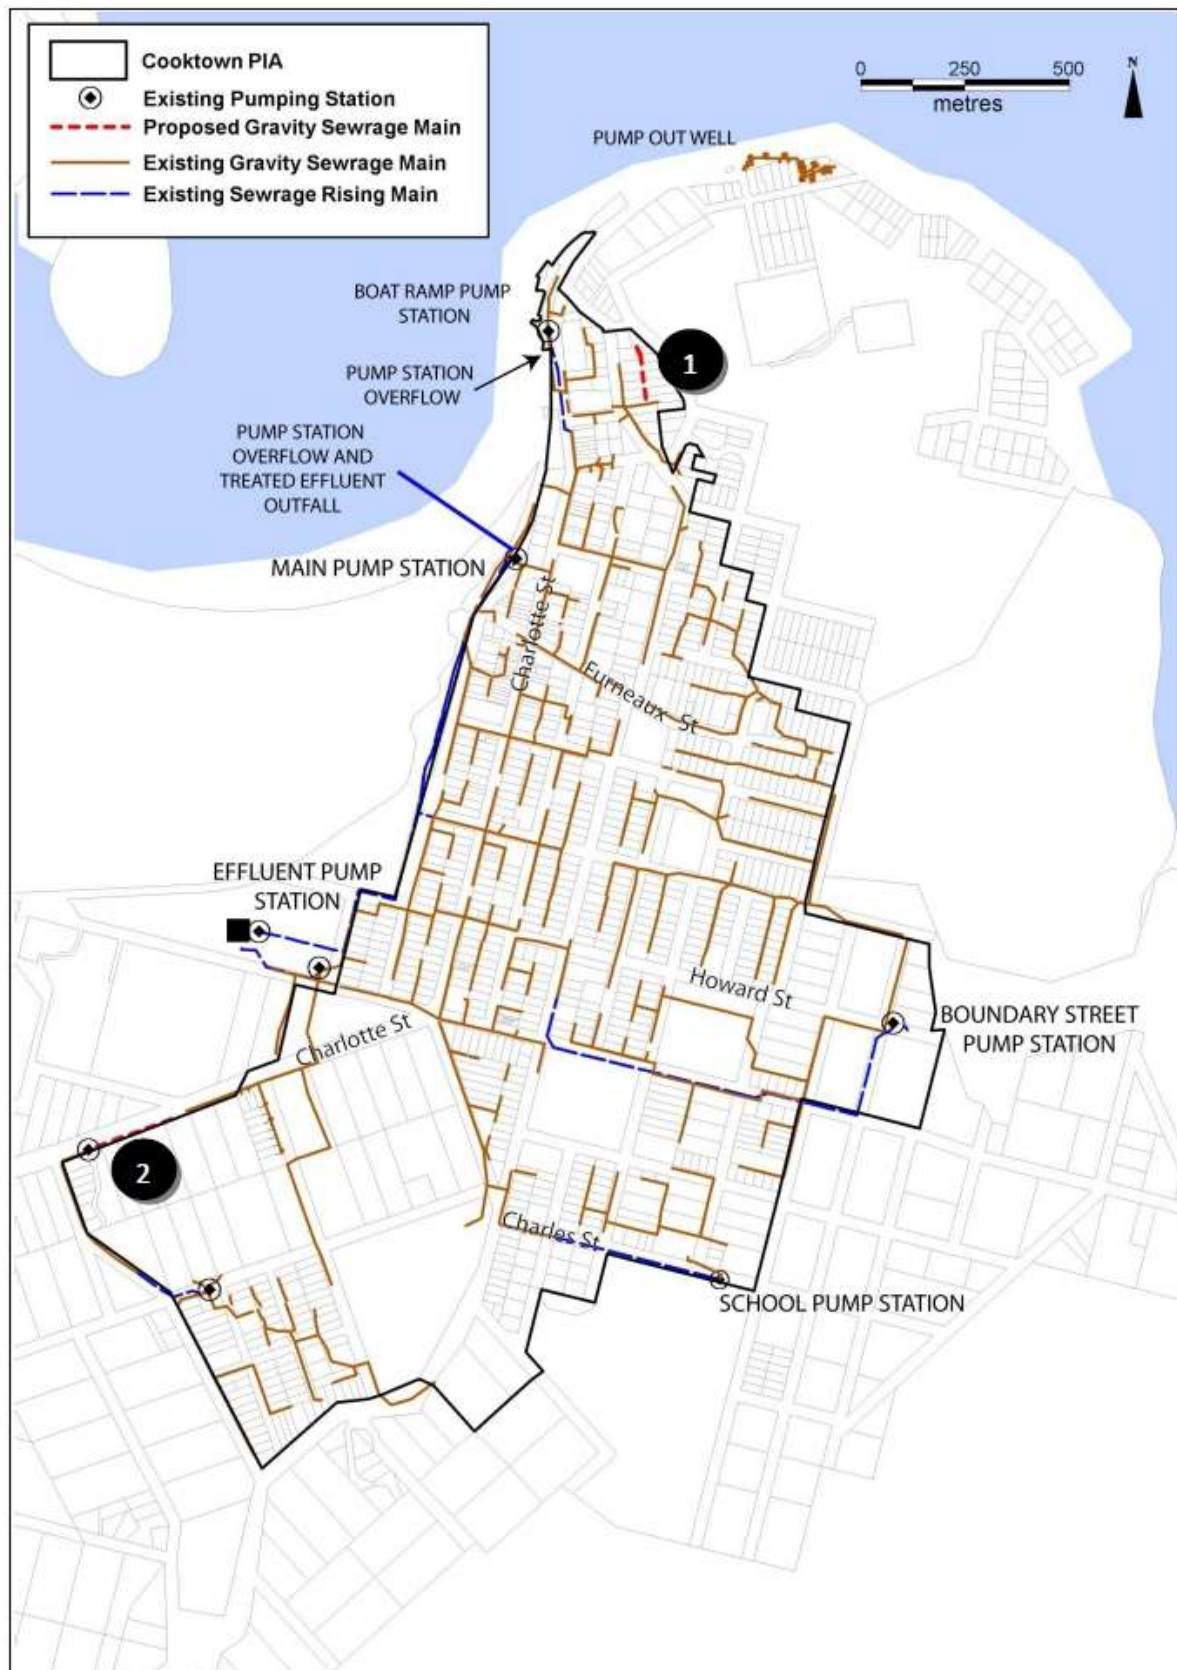 Cooktown PIA
Existing Pumping Station
Proposed Gravity Sewrage Main
Existing Gravity Sewrage Main
Existing Sewrage Rising Main
0 250 500
metres
N
PUMP OUT WELL
BOAT RAMP PUMP
STATION
1
PUMP STATION
OVERFLOW
PUMP STATION
OVERFLOW AND
TREATED EFFLUENT
OUTFALL
MAIN PUMP STATION
Charlotte St
Furneaux St
EFFLUENT PUMP
STATION
Howard St
BOUNDARY STREET
PUMP STATION
Charlotte St
2
Charles St
SCHOOL PUMP STATION